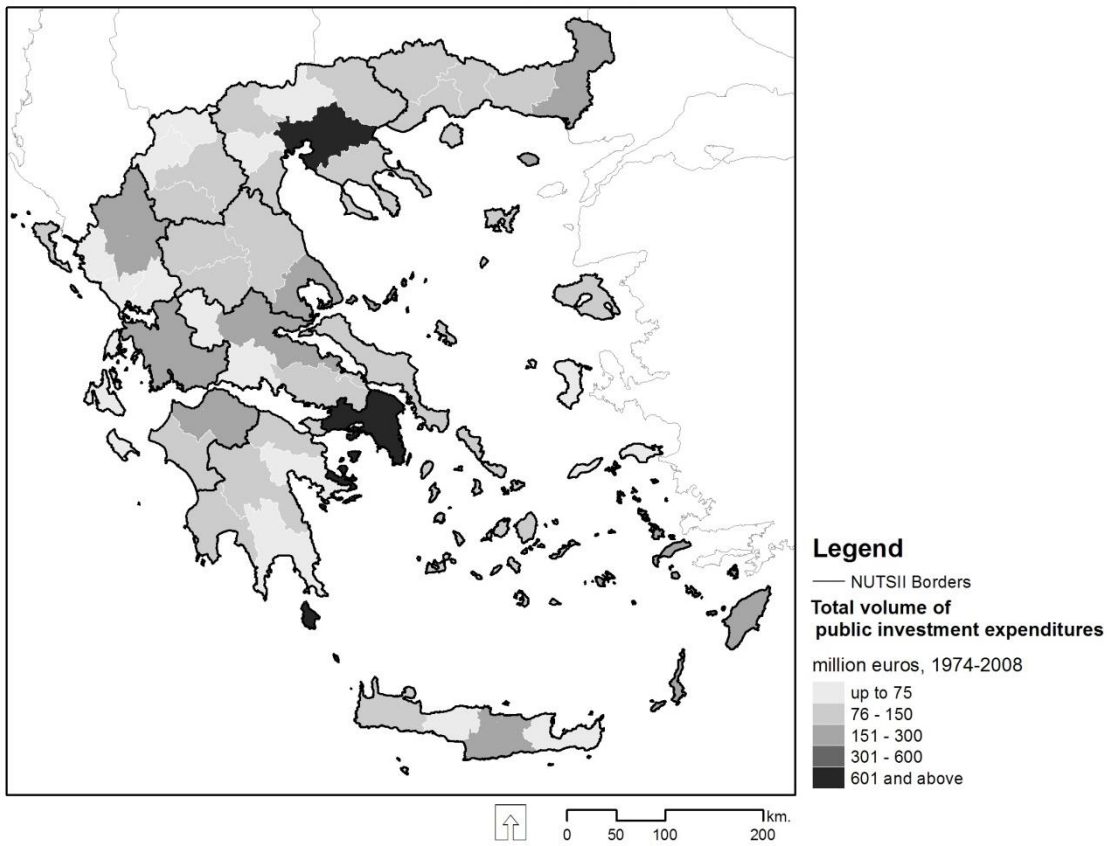 Legend
NUTSII Borders
Total volume of
public investment expenditures
million euros, 1974-2008
up to 75
76 - 150
151 - 300
301 - 600
601 and above
km.
0 50 100 200